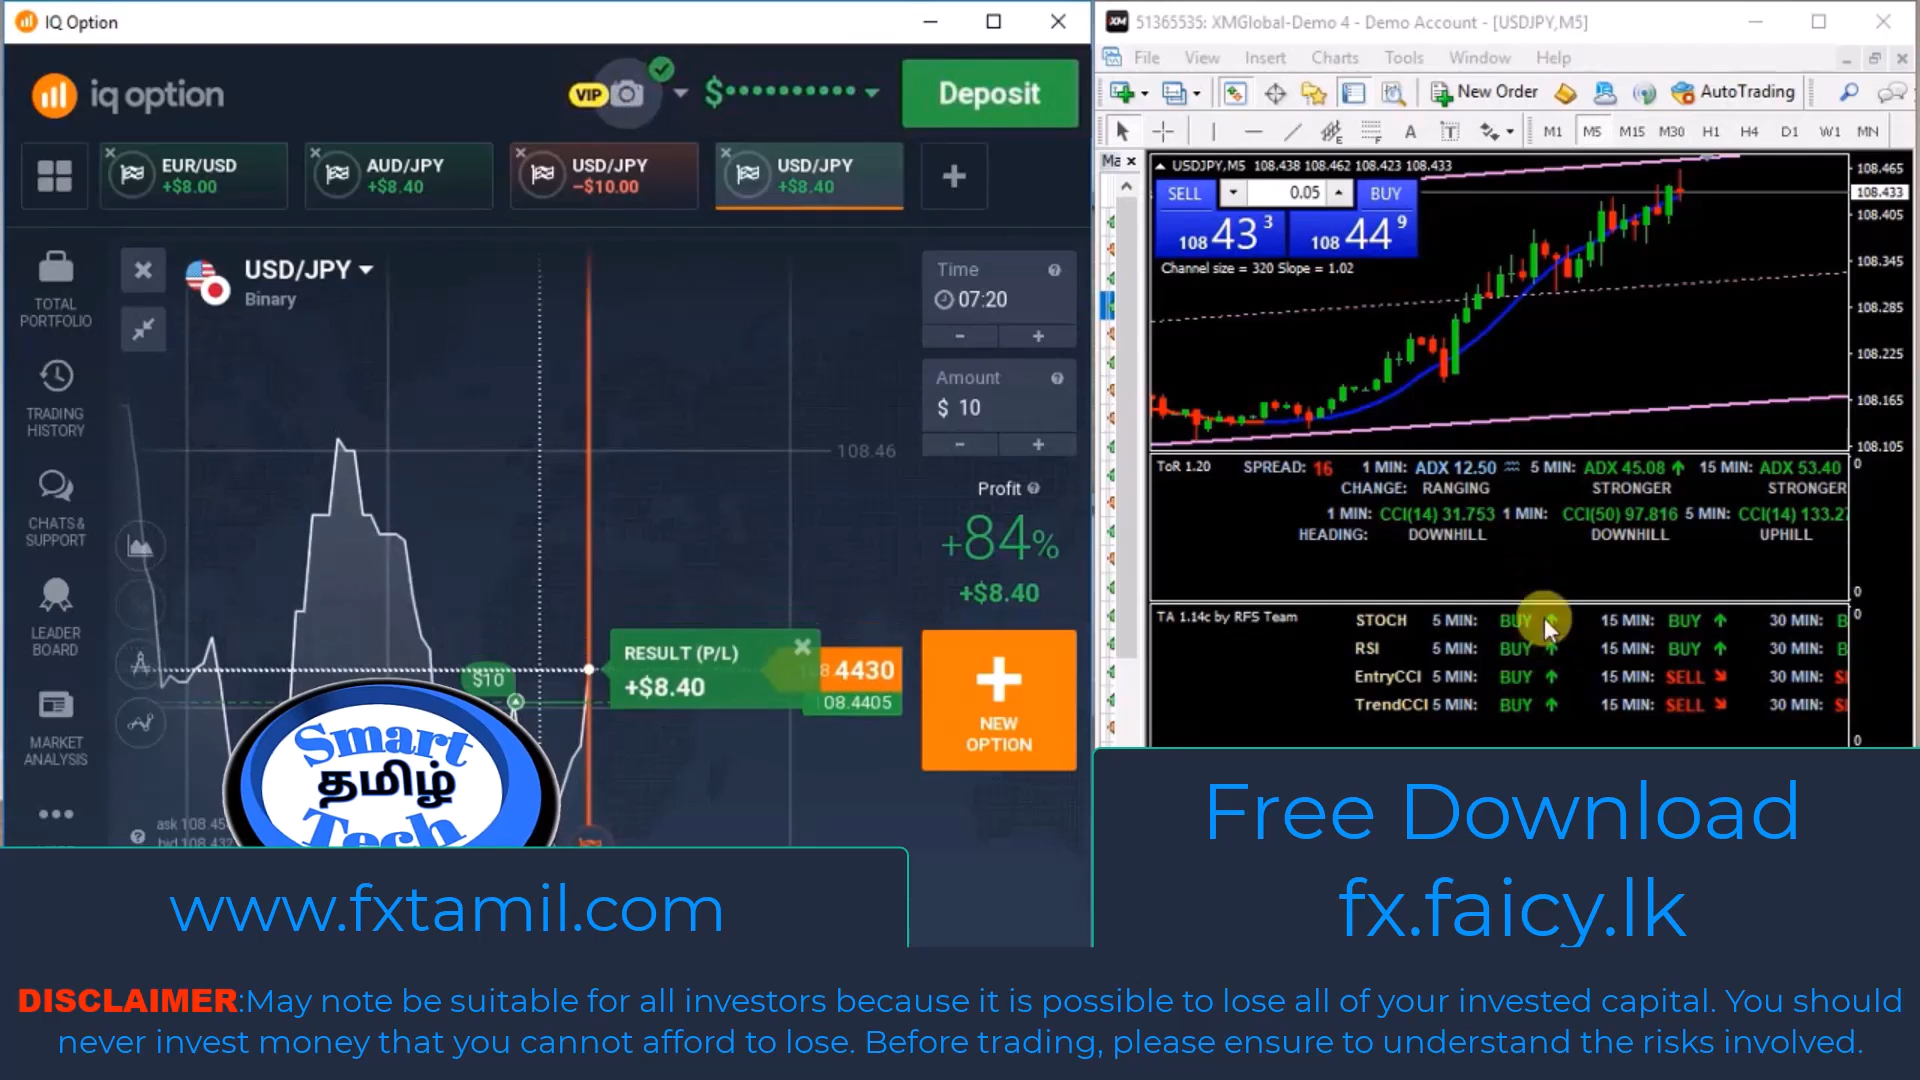 IQ Option
iq option
VIP
$
Deposit
EUR/USD
+$8.00
AUD/JPY
+$8.40
USD/JPY
-$10.00
USD/JPY
+$8.40
TOTAL
PORTFOLIO
TRADING
HISTORY
CHATS &
SUPPORT
LEADER
BOARD
MARKET
ANALYSIS
USD/JPY
Binary
Time
07:20
Amount
$ 10
Profit
+84%
+$8.40
108.46
$10
RESULT (P/L)
+$8.40
4430
08.4405
NEW
OPTION
Smart
தமிழ்
Tech
51365535: XMGlobal-Demo 4 - Demo Account - [USDJPY,M5]
File View Insert Charts Tools Window Help
New Order AutoTrading
M1 M5 M15 M30 H1 H4 D1 W1 MN
Ma
USDJPY,M5 108.438 108.462 108.423 108.433
SELL 0.05 BUY
108 43 3 108 44 9
Channel size = 320 Slope = 1.02
108.465
108.433
108.405
108.345
108.285
108.225
108.165
108.105
ToR 1.20 SPREAD: 16 1 MIN: ADX 12.50 5 MIN: ADX 45.08 15 MIN: ADX 53.40
CHANGE: RANGING STRONGER STRONGER
1 MIN: CCI(14) 31.753 1 MIN: CCI(50) 97.816 5 MIN: CCI(14) 133.27
HEADING: DOWNHILL DOWNHILL UPHILL
0
0
0
TA 1.14c by RFS Team STOCH 5 MIN: BUY 15 MIN: BUY 30 MIN: B
RSI 5 MIN: BUY 15 MIN: BUY 30 MIN: B
EntryCCI 5 MIN: BUY 15 MIN: SELL 30 MIN:
TrendCCI 5 MIN: BUY 15 MIN: SELL 30 MIN:
0
Free Download
fx.faicy.lk
www.fxtamil.com
DISCLAIMER:May note be suitable for all investors because it is possible to lose all of your invested capital. You should
never invest money that you cannot afford to lose. Before trading, please ensure to understand the risks involved.